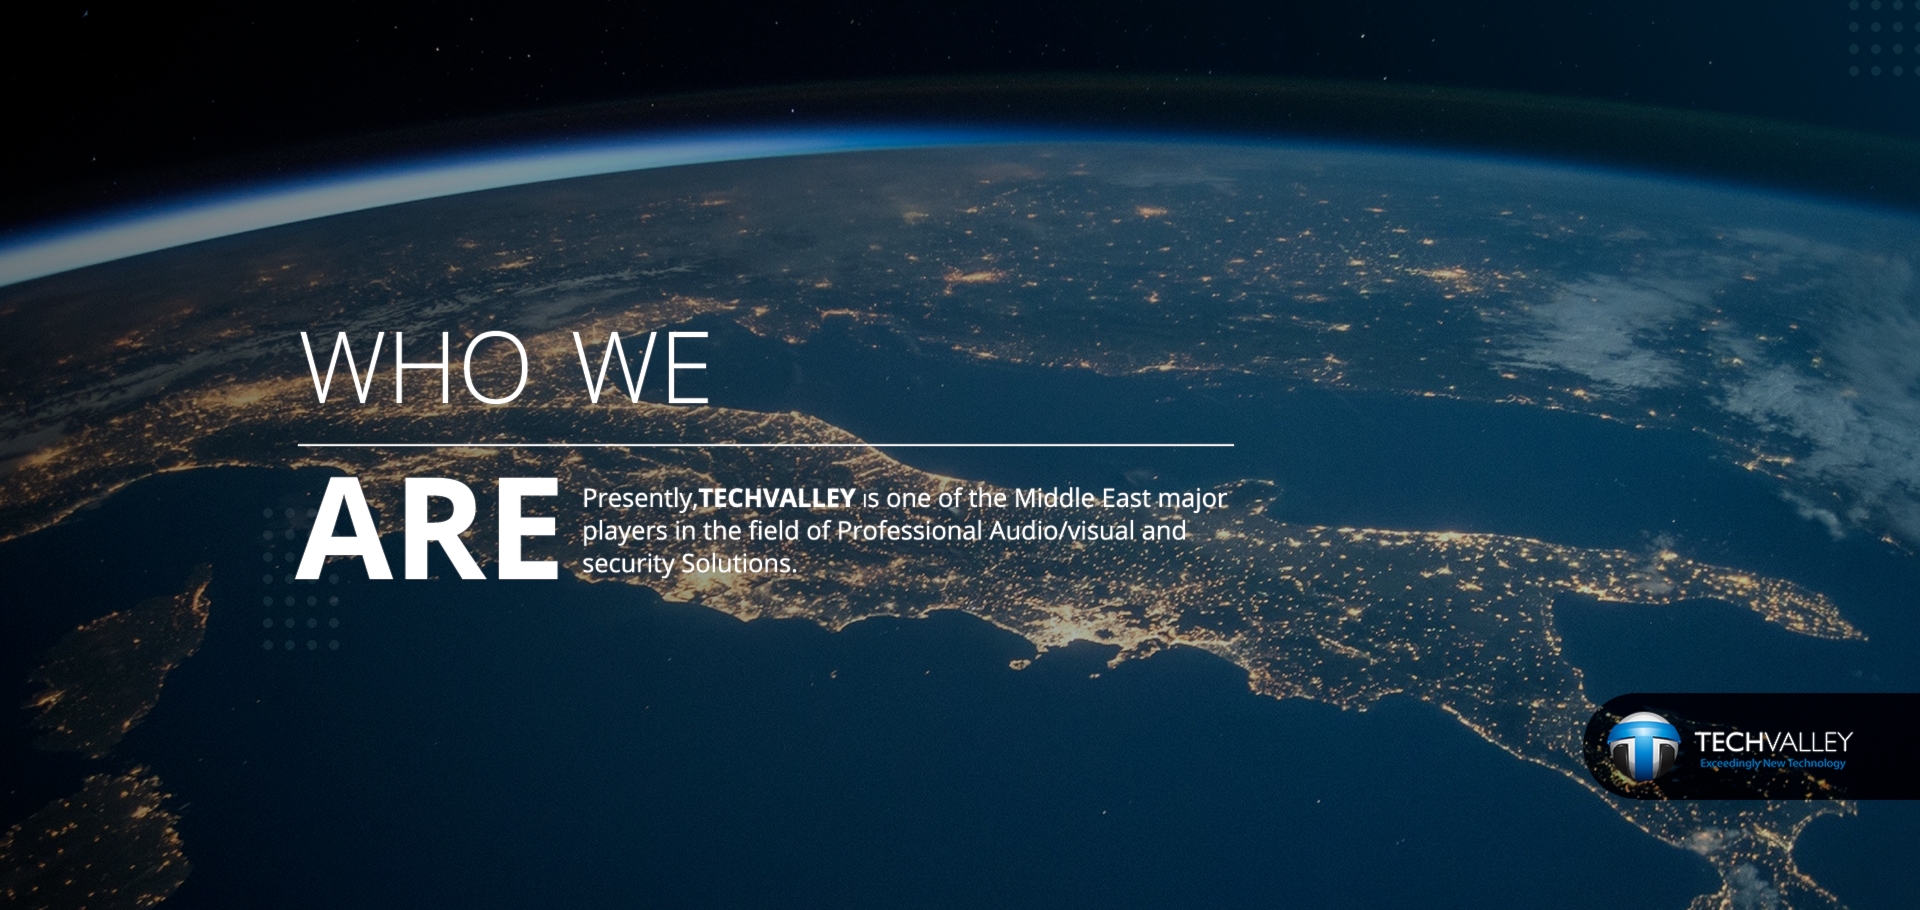 WHO WE
ARE
Presently,TECHVALLEY is one of the Middle East major
players in the field of Professional Audio/visual and
security Solutions.
TECHVALLEY
Exceedingly New Technology